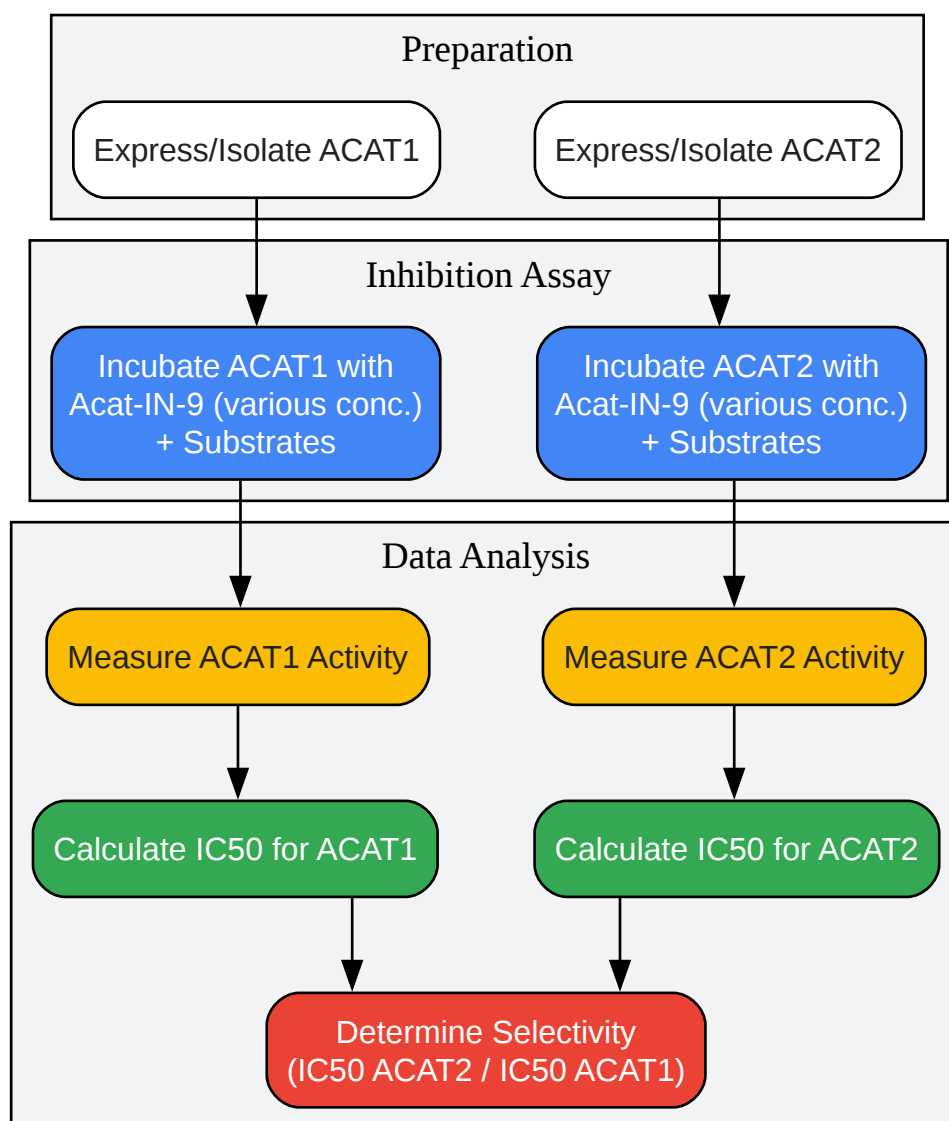 Preparation
Express/Isolate ACAT1
Express/Isolate ACAT2
Inhibition Assay
Incubate ACAT1 with
Acat-IN-9 (various conc.)
+ Substrates
Incubate ACAT2 with
Acat-IN-9 (various conc.)
+ Substrates
Data Analysis
Measure ACAT1 Activity
Measure ACAT2 Activity
Calculate IC50 for ACAT1
Calculate IC50 for ACAT2
Determine Selectivity
(IC50 ACAT2 / IC50 ACAT1)